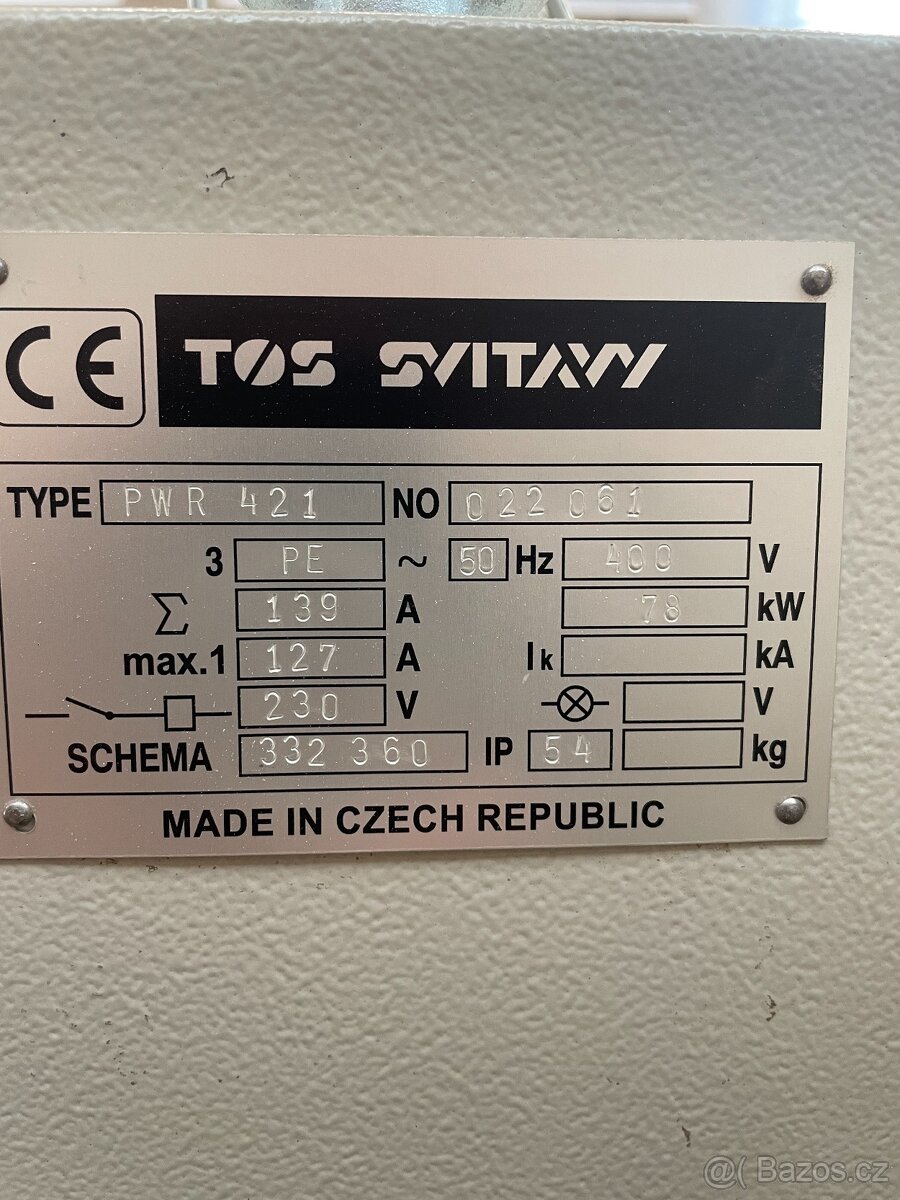 CE TOS SVITAVY
TYPE PWR 421 NO 022 061
3 PE ~ 50 Hz 400 V
Σ 139 A 78 kW
max.1 127 A Ik kA
230 V V
SCHEMA 332 360 IP 54 kg
MADE IN CZECH REPUBLIC
@( Bazos.cz